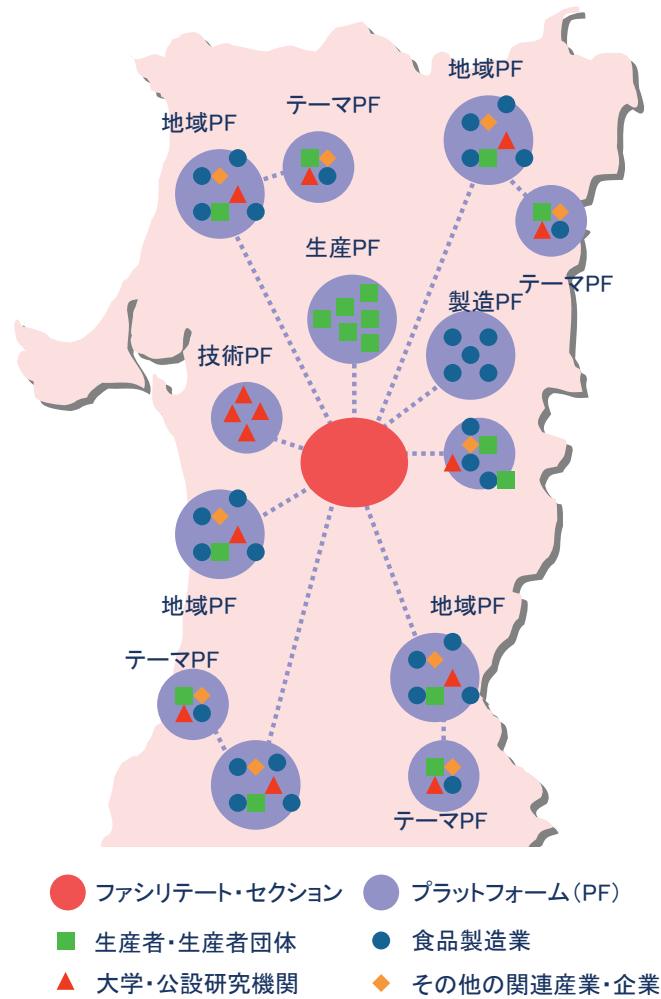 地域PF
テーマPF
地域PF
生産PF
テーマPF
製造PF
技術PF
地域PF
地域PF
テーマPF
テーマPF
ファシリテート・セクション
プラットフォーム(PF)
生産者・生産者団体
食品製造業
大学・公設研究機関
その他の関連産業・企業